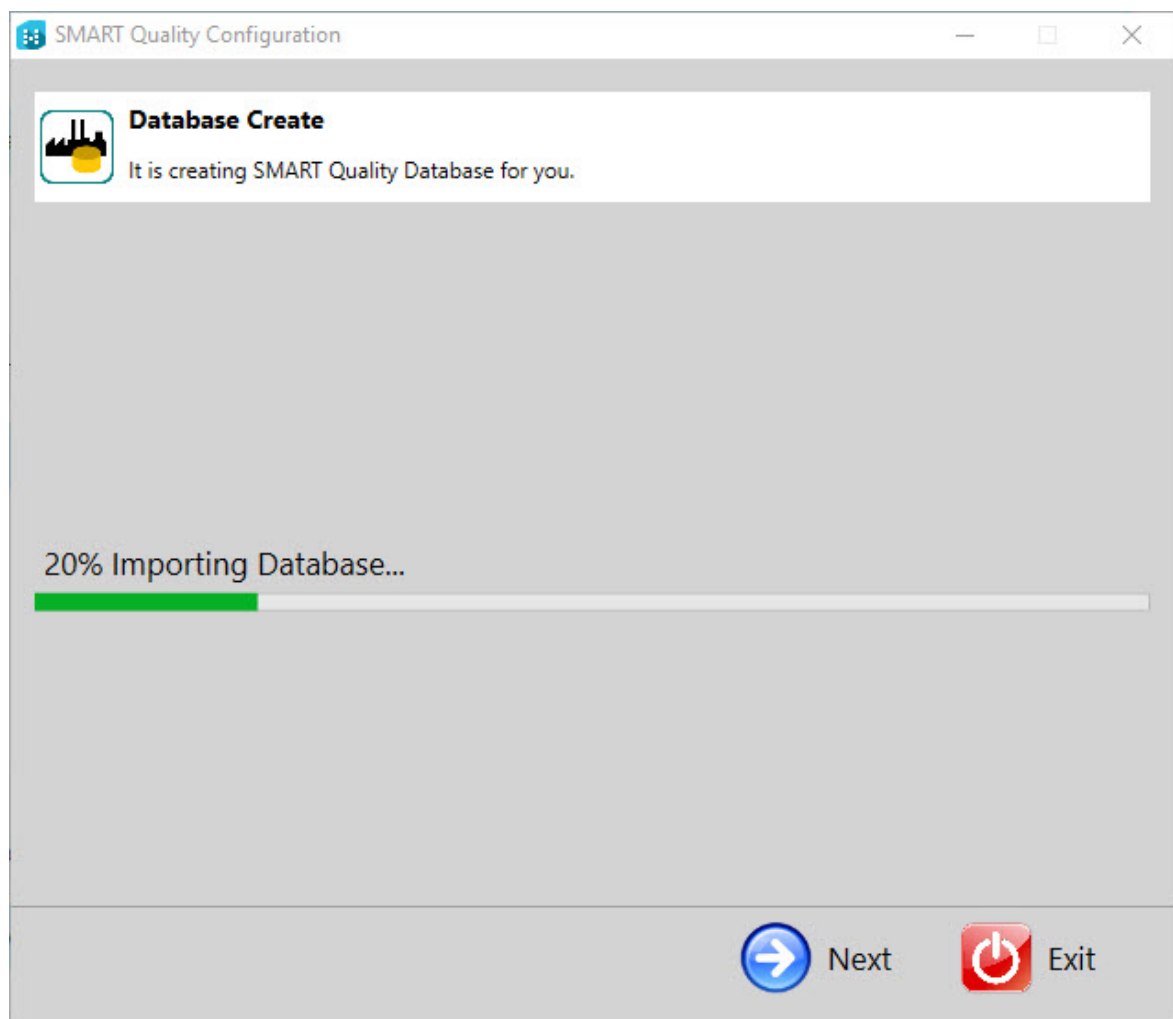 SMART Quality Configuration
Database Create
It is creating SMART Quality Database for you.
20% Importing Database...
Next
Exit